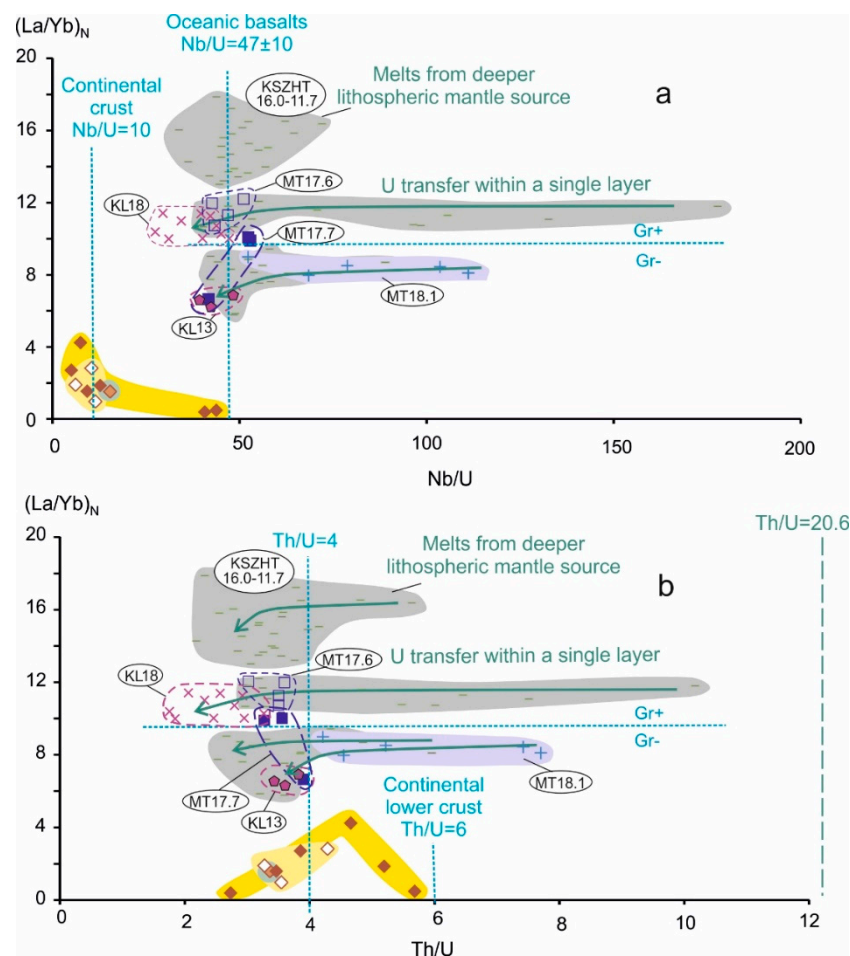 (La/Yb)N
Oceanic basalts
Nb/U=47±10
20
Continental
crust
Nb/U=10
KSZHT
16.0-11.7
Melts from deeper
lithospheric mantle source
a
16
MT17.6
U transfer within a single layer
12
KL18
MT17.7
Gr+
Gr-
8
MT18.1
KL13
4
0
0
50
100
150
200
Nb/U
(La/Yb)N
20
Th/U=4
Th/U=20.6
KSZHT
16.0-11.7
Melts from deeper
lithospheric mantle source
b
16
MT17.6
U transfer within a single layer
KL18
12
Gr+
Gr-
8
MT17.7
MT18.1
KL13
Continental
lower crust
Th/U=6
4
0
0
2
4
6
8
10
12
Th/U